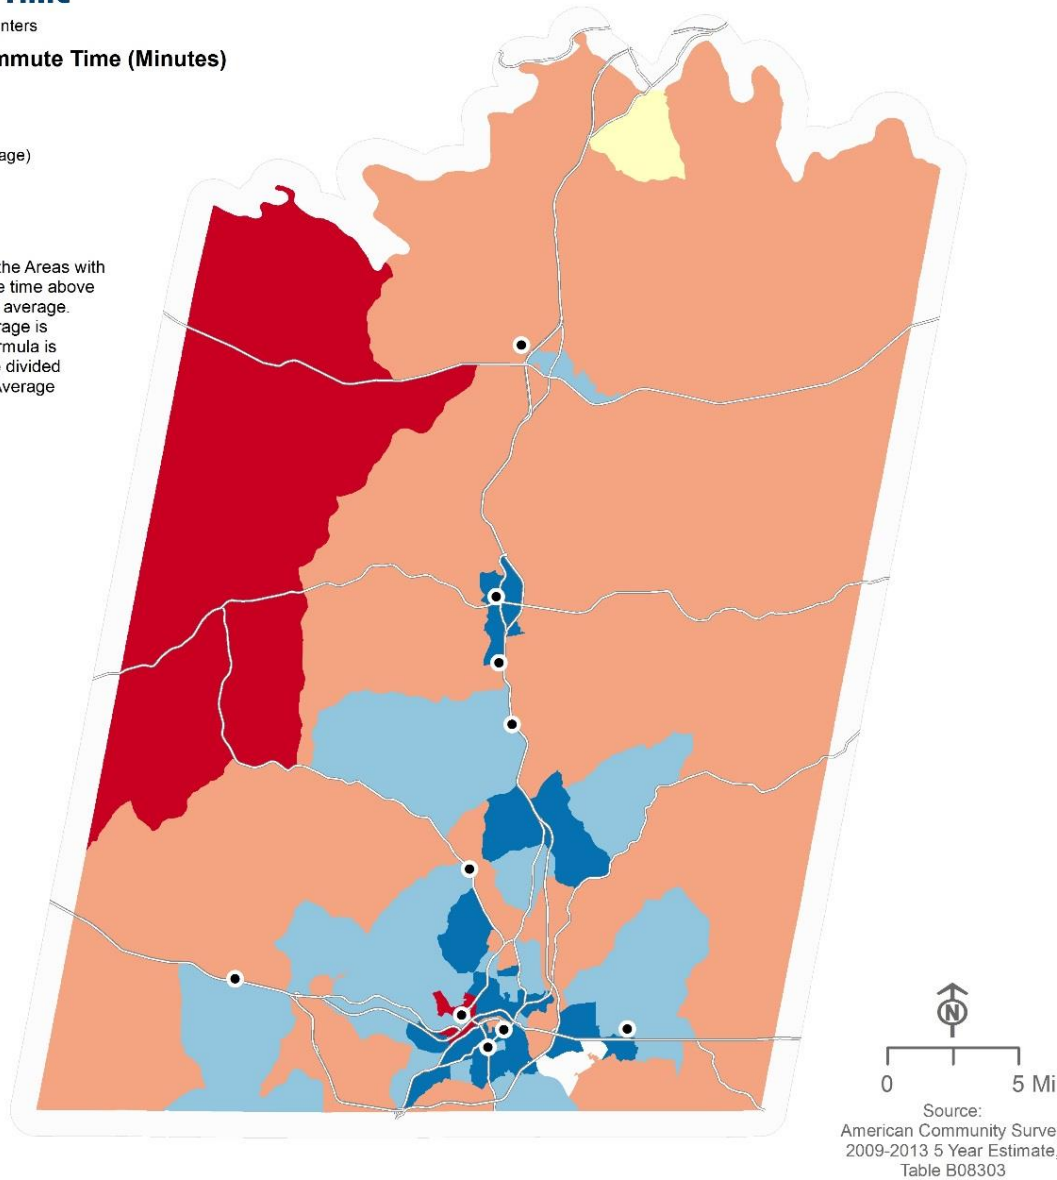 nters
mmute Time (Minutes)
age)
the Areas with
e time above
average.
rage is
rmula is
divided
Average
N
0 5 Mi
Source:
American Community Surve
2009-2013 5 Year Estimate,
Table B08303